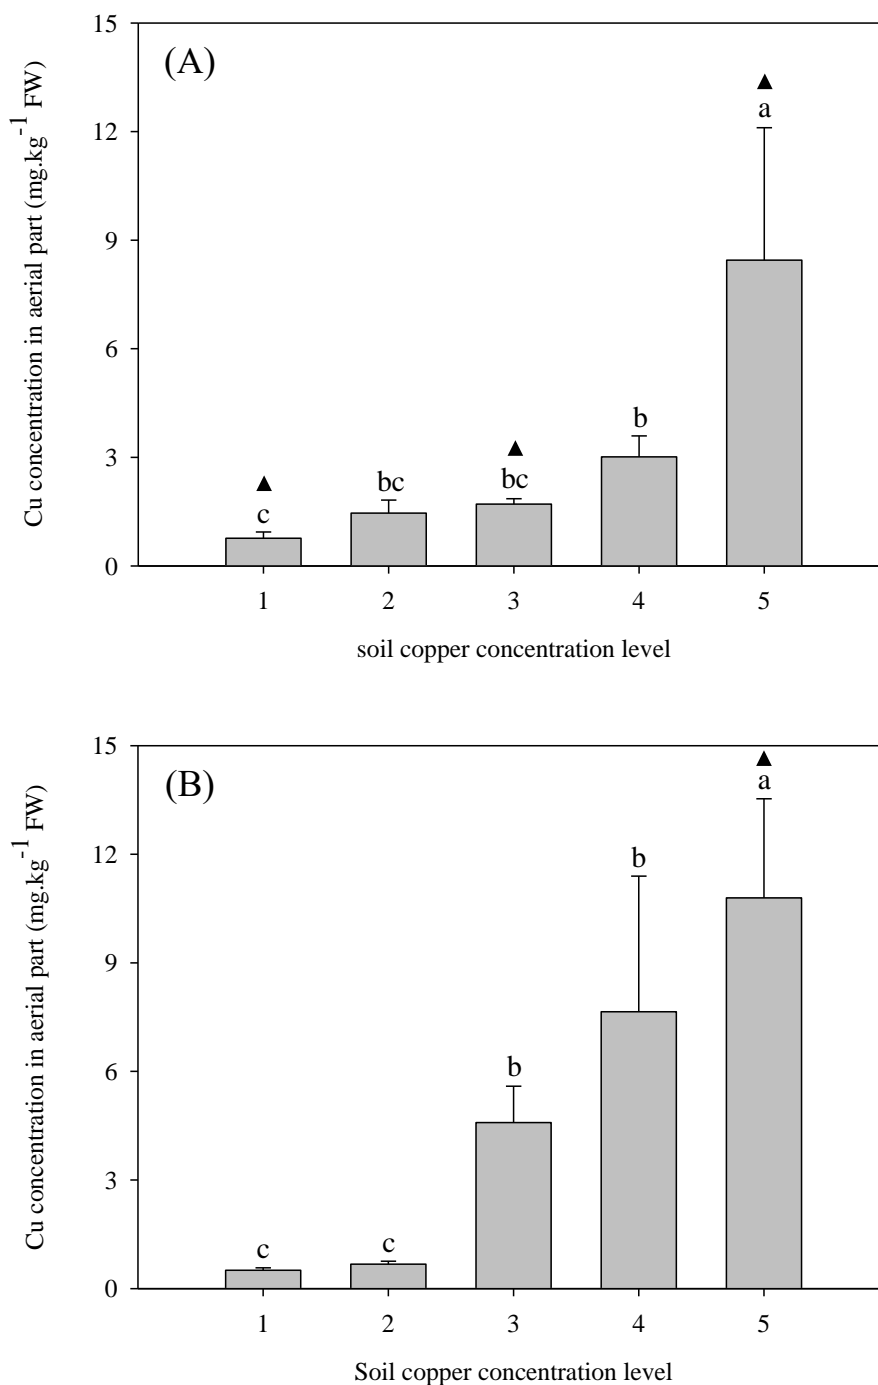 15
(A)
▲
a
12
9
6
b
▲
3
▲
bc
bc
c
0
1 2 3 4 5
soil copper concentration level
Cu concentration in aerial part (mg.kg-1 FW)
15
▲
(B)
a
12
b
9
6
b
3
c
c
0
1 2 3 4 5
Soil copper concentration level
Cu concentration in aerial part (mg.kg-1 FW)